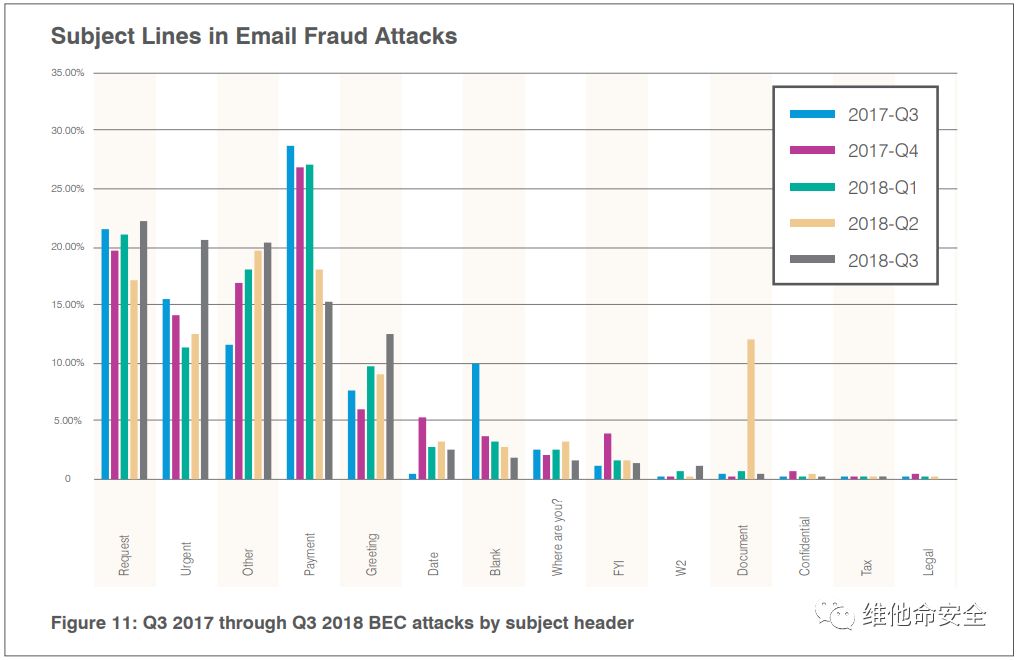 Subject Lines in Email Fraud Attacks
35.00%
30.00%
25.00%
20.00%
15.00%
10.00%
5.00%
0
2017-Q3
2017-Q4
2018-Q1
2018-Q2
2018-Q3
Request
Urgent
Other
Payment
Greeting
Date
Blank
Where are you?
FYI
W2
Document
Confidential
Tax
Legal
Figure 11: Q3 2017 through Q3 2018 BEC attacks by subject header
维他命安全